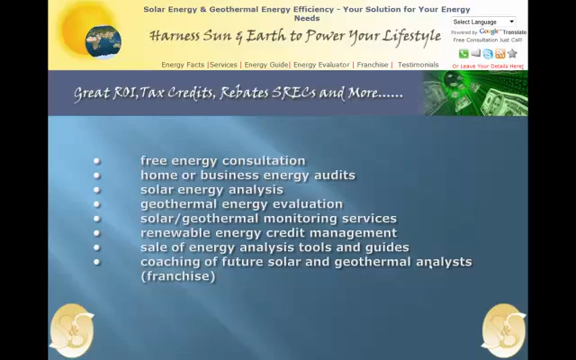 Solar Energy & Geothermal Energy Efficiency - Your Solution for Your Energy
Needs
Harness Sun & Earth to Power Your Lifestyle
Select Language
Powered by Google Translate
Free Consultation Just Call!
Or Leave Your Details Here!
Energy Facts |Services | Energy Guide| Energy Evaluator | Franchise | Testimonials
Great ROI,Tax Credits, Rebates SRECs and More......
• free energy consultation
• home or business energy audits
• solar energy analysis
• geothermal energy evaluation
• solar/geothermal monitoring services
• renewable energy credit management
• sale of energy analysis tools and guides
• coaching of future solar and geothermal analysts
(franchise)